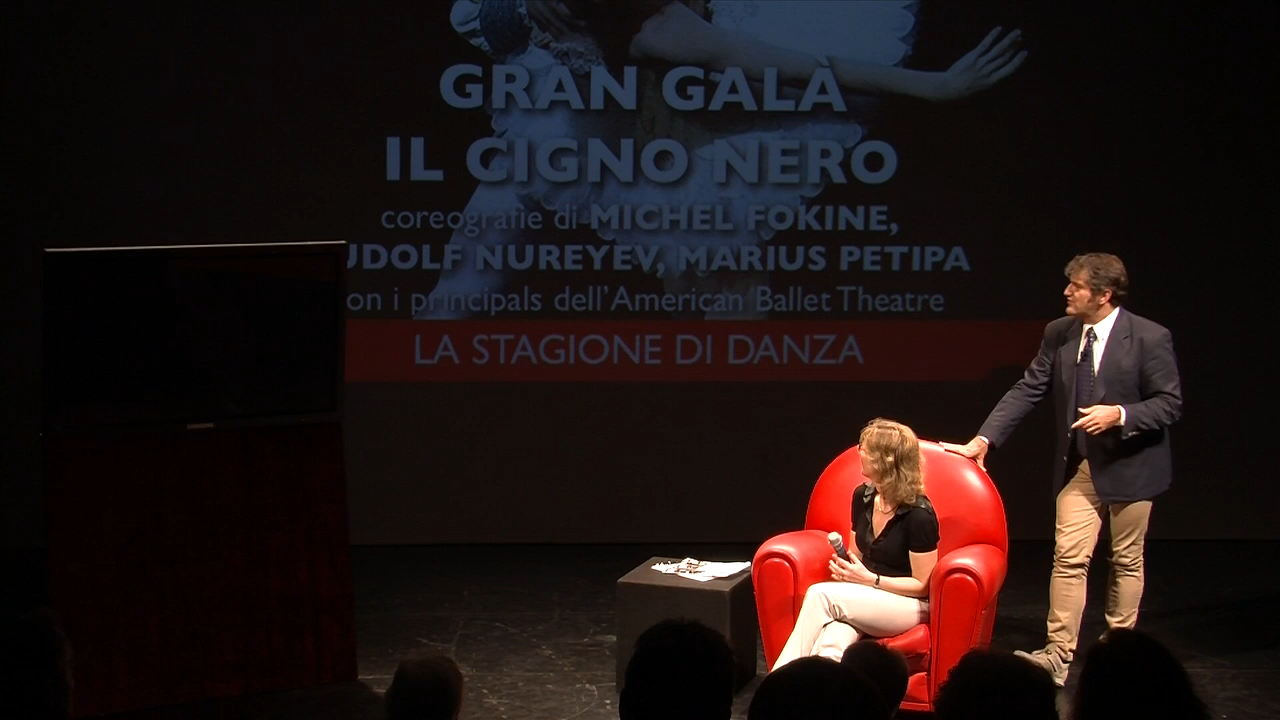 GRAN GALA
IL CIGNO NERO
coreografie di MICHEL FOKINE,
UDOLF NUREYEV, MARIUS PETIPA
on i principals dell'American Ballet Theatre
LA STAGIONE DI DANZA